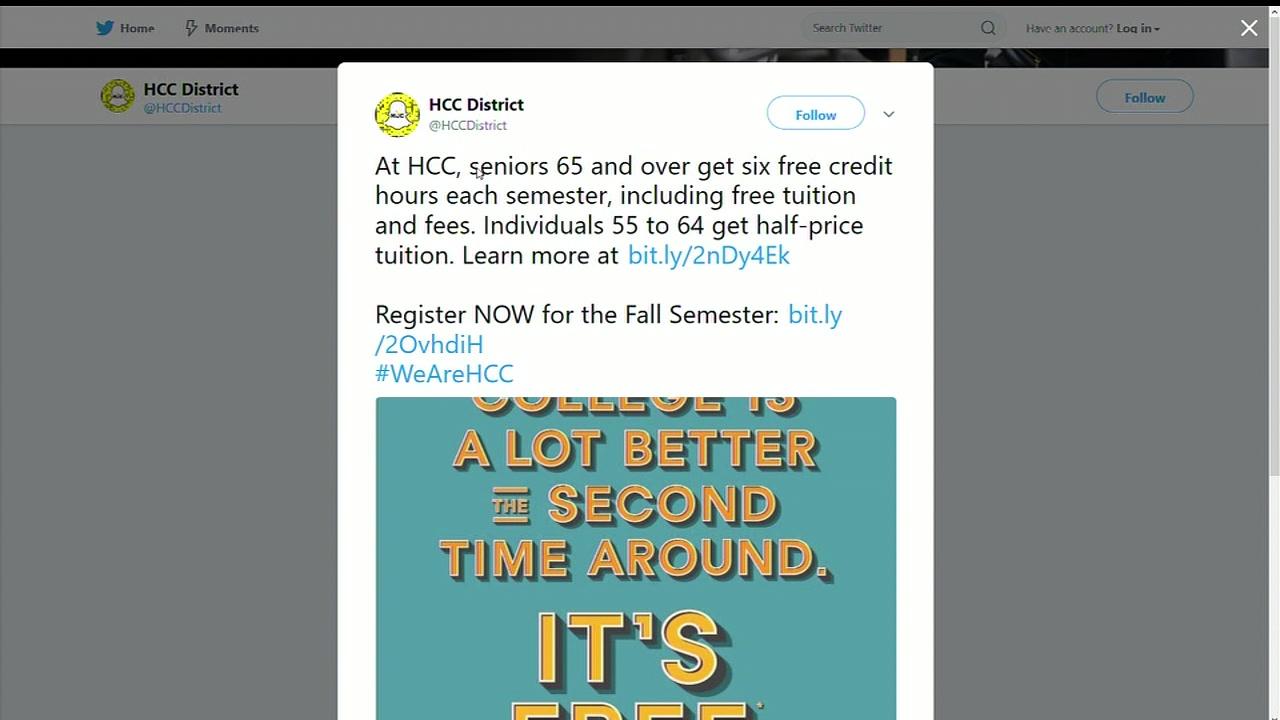 Home
Moments
Search Twitter
Have an account? Log in
HCC District
@HCCDistrict
Follow
HCC District
@HCCDistrict
Follow
At HCC, seniors 65 and over get six free credit
hours each semester, including free tuition
and fees. Individuals 55 to 64 get half-price
tuition. Learn more at bit.ly/2nDy4Ek
Register NOW for the Fall Semester: bit.ly
/2OvhdiH
#WeAreHCC
COLLEGE IS
A LOT BETTER
THE SECOND
TIME AROUND.
IT'S
FREE*